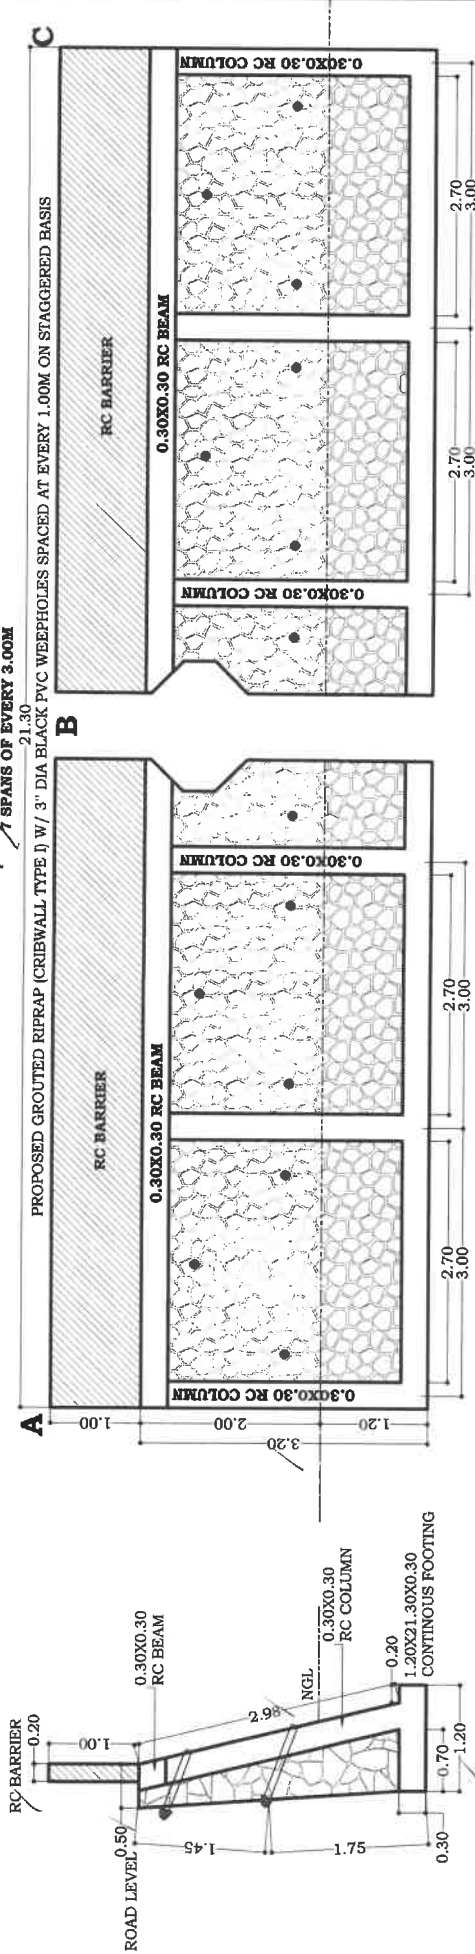 7 SPANS OF EVERY 3.00M
21.30
PROPOSED GROUTED RIPRAP (CRIBWALL TYPE I) W/ 3" DIA BLACK PVC WEEPHOLES SPACED AT EVERY 1.00M ON STAGGERED BASIS
A
B
C
RC BARRIER
0.20
1.00
0.50
ROAD LEVEL
0.30X0.30
RC BEAM
1.45
2.98
NGL
0.30X0.30
RC COLUMN
1.75
0.20
0.70
1.20
0.30
1.20X21.30X0.30
CONTINOUS FOOTING
1.00
2.00
1.20
3.20
RC BARRIER
0.30X0.30 RC BEAM
0.30X0.30 RC COLUMN
0.30X0.30 RC COLUMN
2.70
3.00
2.70
3.00
RC BARRIER
0.30X0.30 RC BEAM
0.30X0.30 RC COLUMN
0.30X0.30 RC COLUMN
2.70
3.00
2.70
3.00